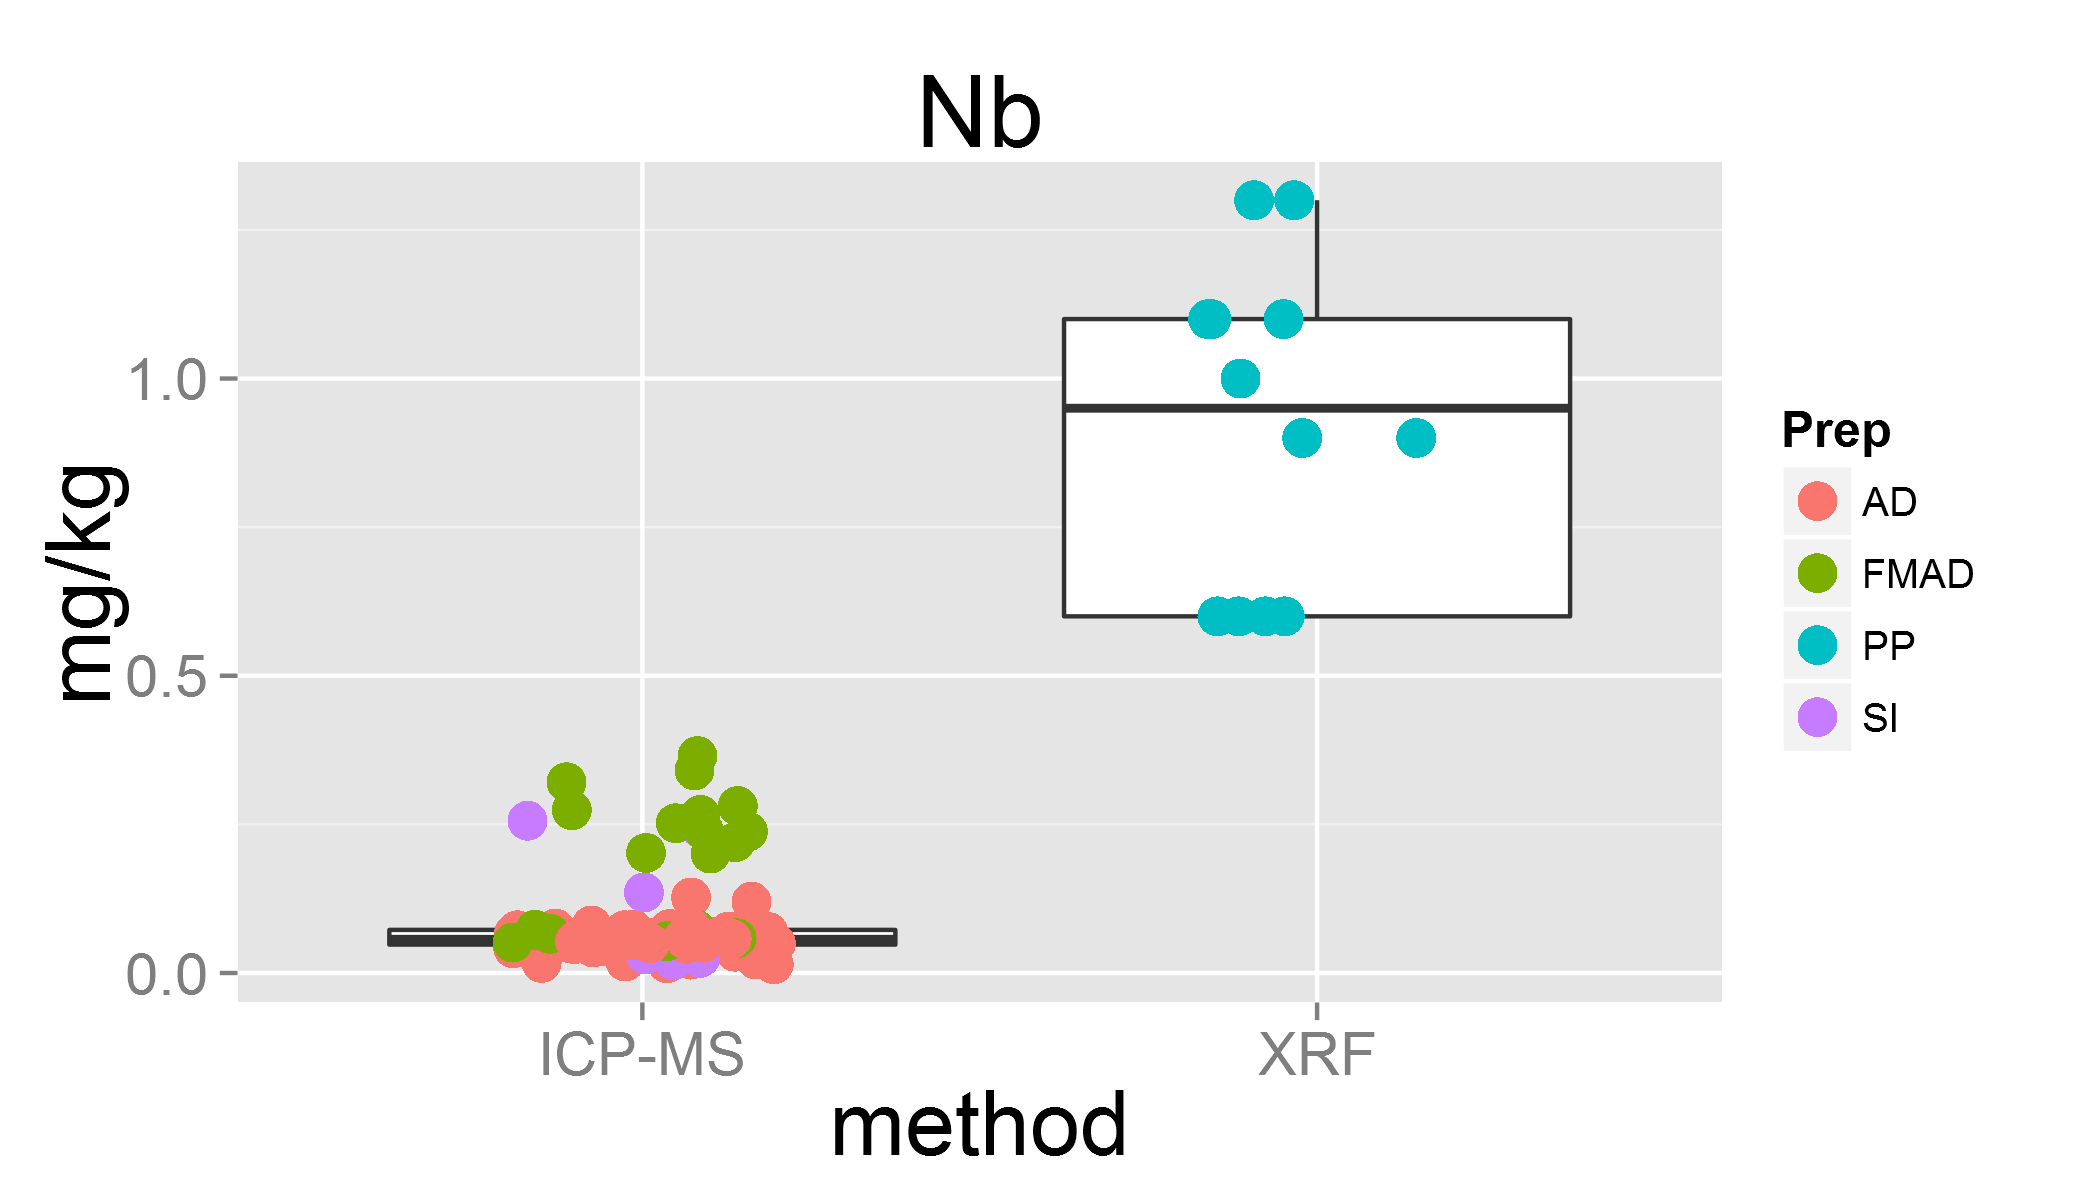 Nb
mg/kg
1.0
0.5
0.0
ICP-MS
XRF
method
Prep
AD
FMAD
PP
SI